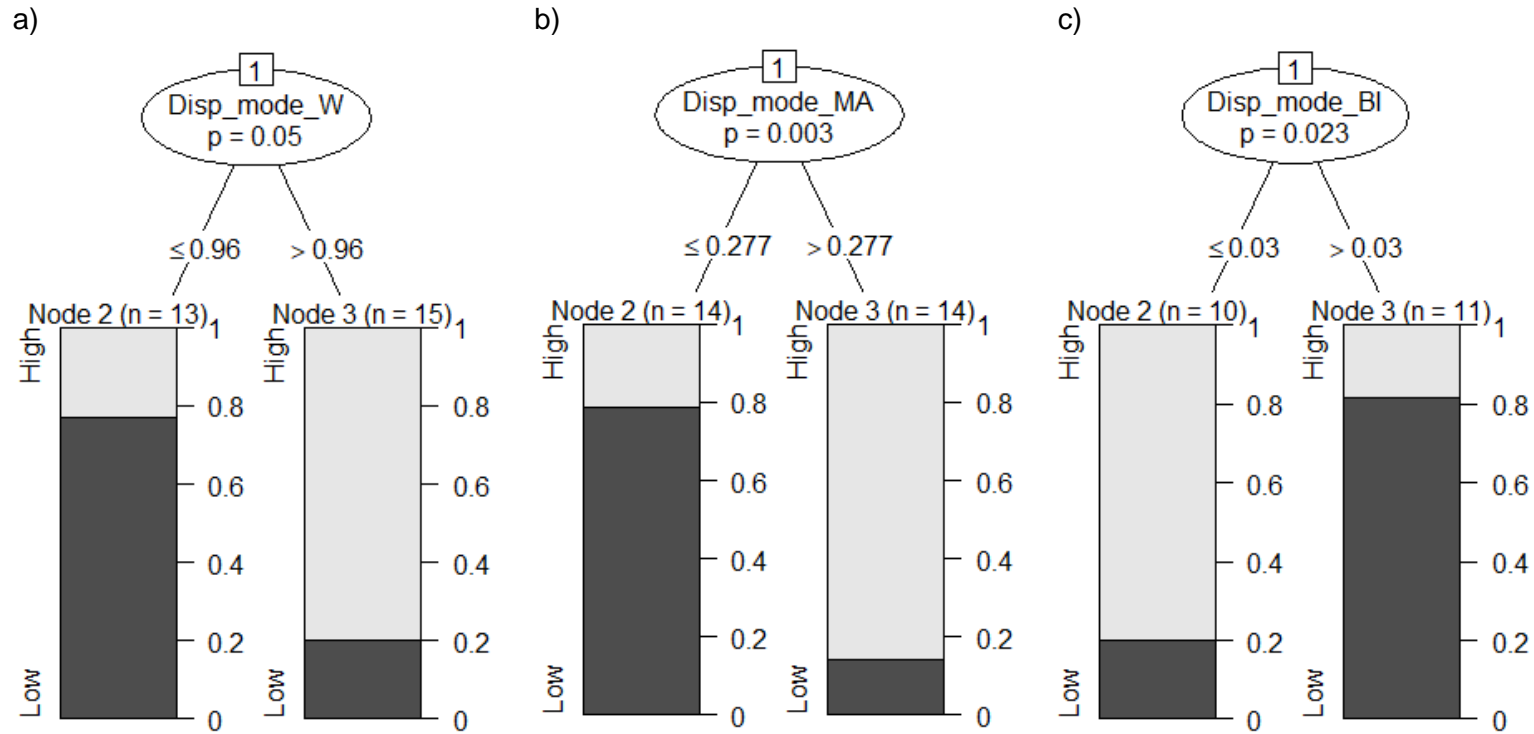 a)
1
Disp_mode_W
p = 0.05
≤ 0.96
> 0.96
Node 2 (n = 13)
High
Low
1
0.8
0.6
0.4
0.2
0
Node 3 (n = 15)
High
Low
1
0.8
0.6
0.4
0.2
0
b)
1
Disp_mode_MA
p = 0.003
≤ 0.277
> 0.277
Node 2 (n = 14)
High
Low
1
0.8
0.6
0.4
0.2
0
Node 3 (n = 14)
High
Low
1
0.8
0.6
0.4
0.2
0
c)
1
Disp_mode_BI
p = 0.023
≤ 0.03
> 0.03
Node 2 (n = 10)
High
Low
1
0.8
0.6
0.4
0.2
0
Node 3 (n = 11)
High
Low
1
0.8
0.6
0.4
0.2
0